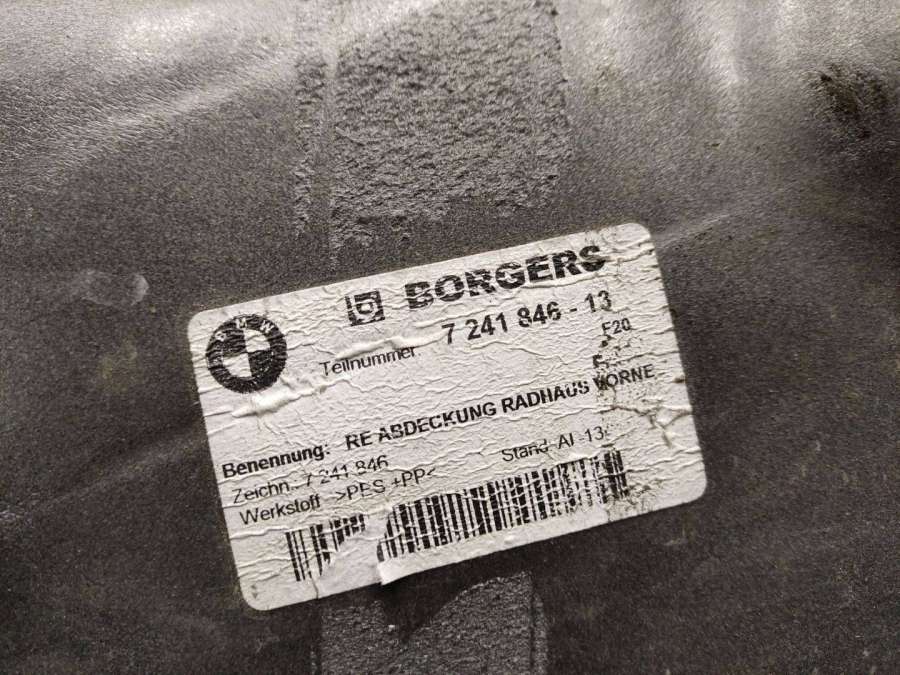 BMW
BORGERS
Teilnummer: 7 241 846 - 13
F20
Benennung: RE ABDECKUNG RADHAUS VORNE
Zeichn.: 7 241 846
Stand AI -13
Werkstoff >PES +PP<